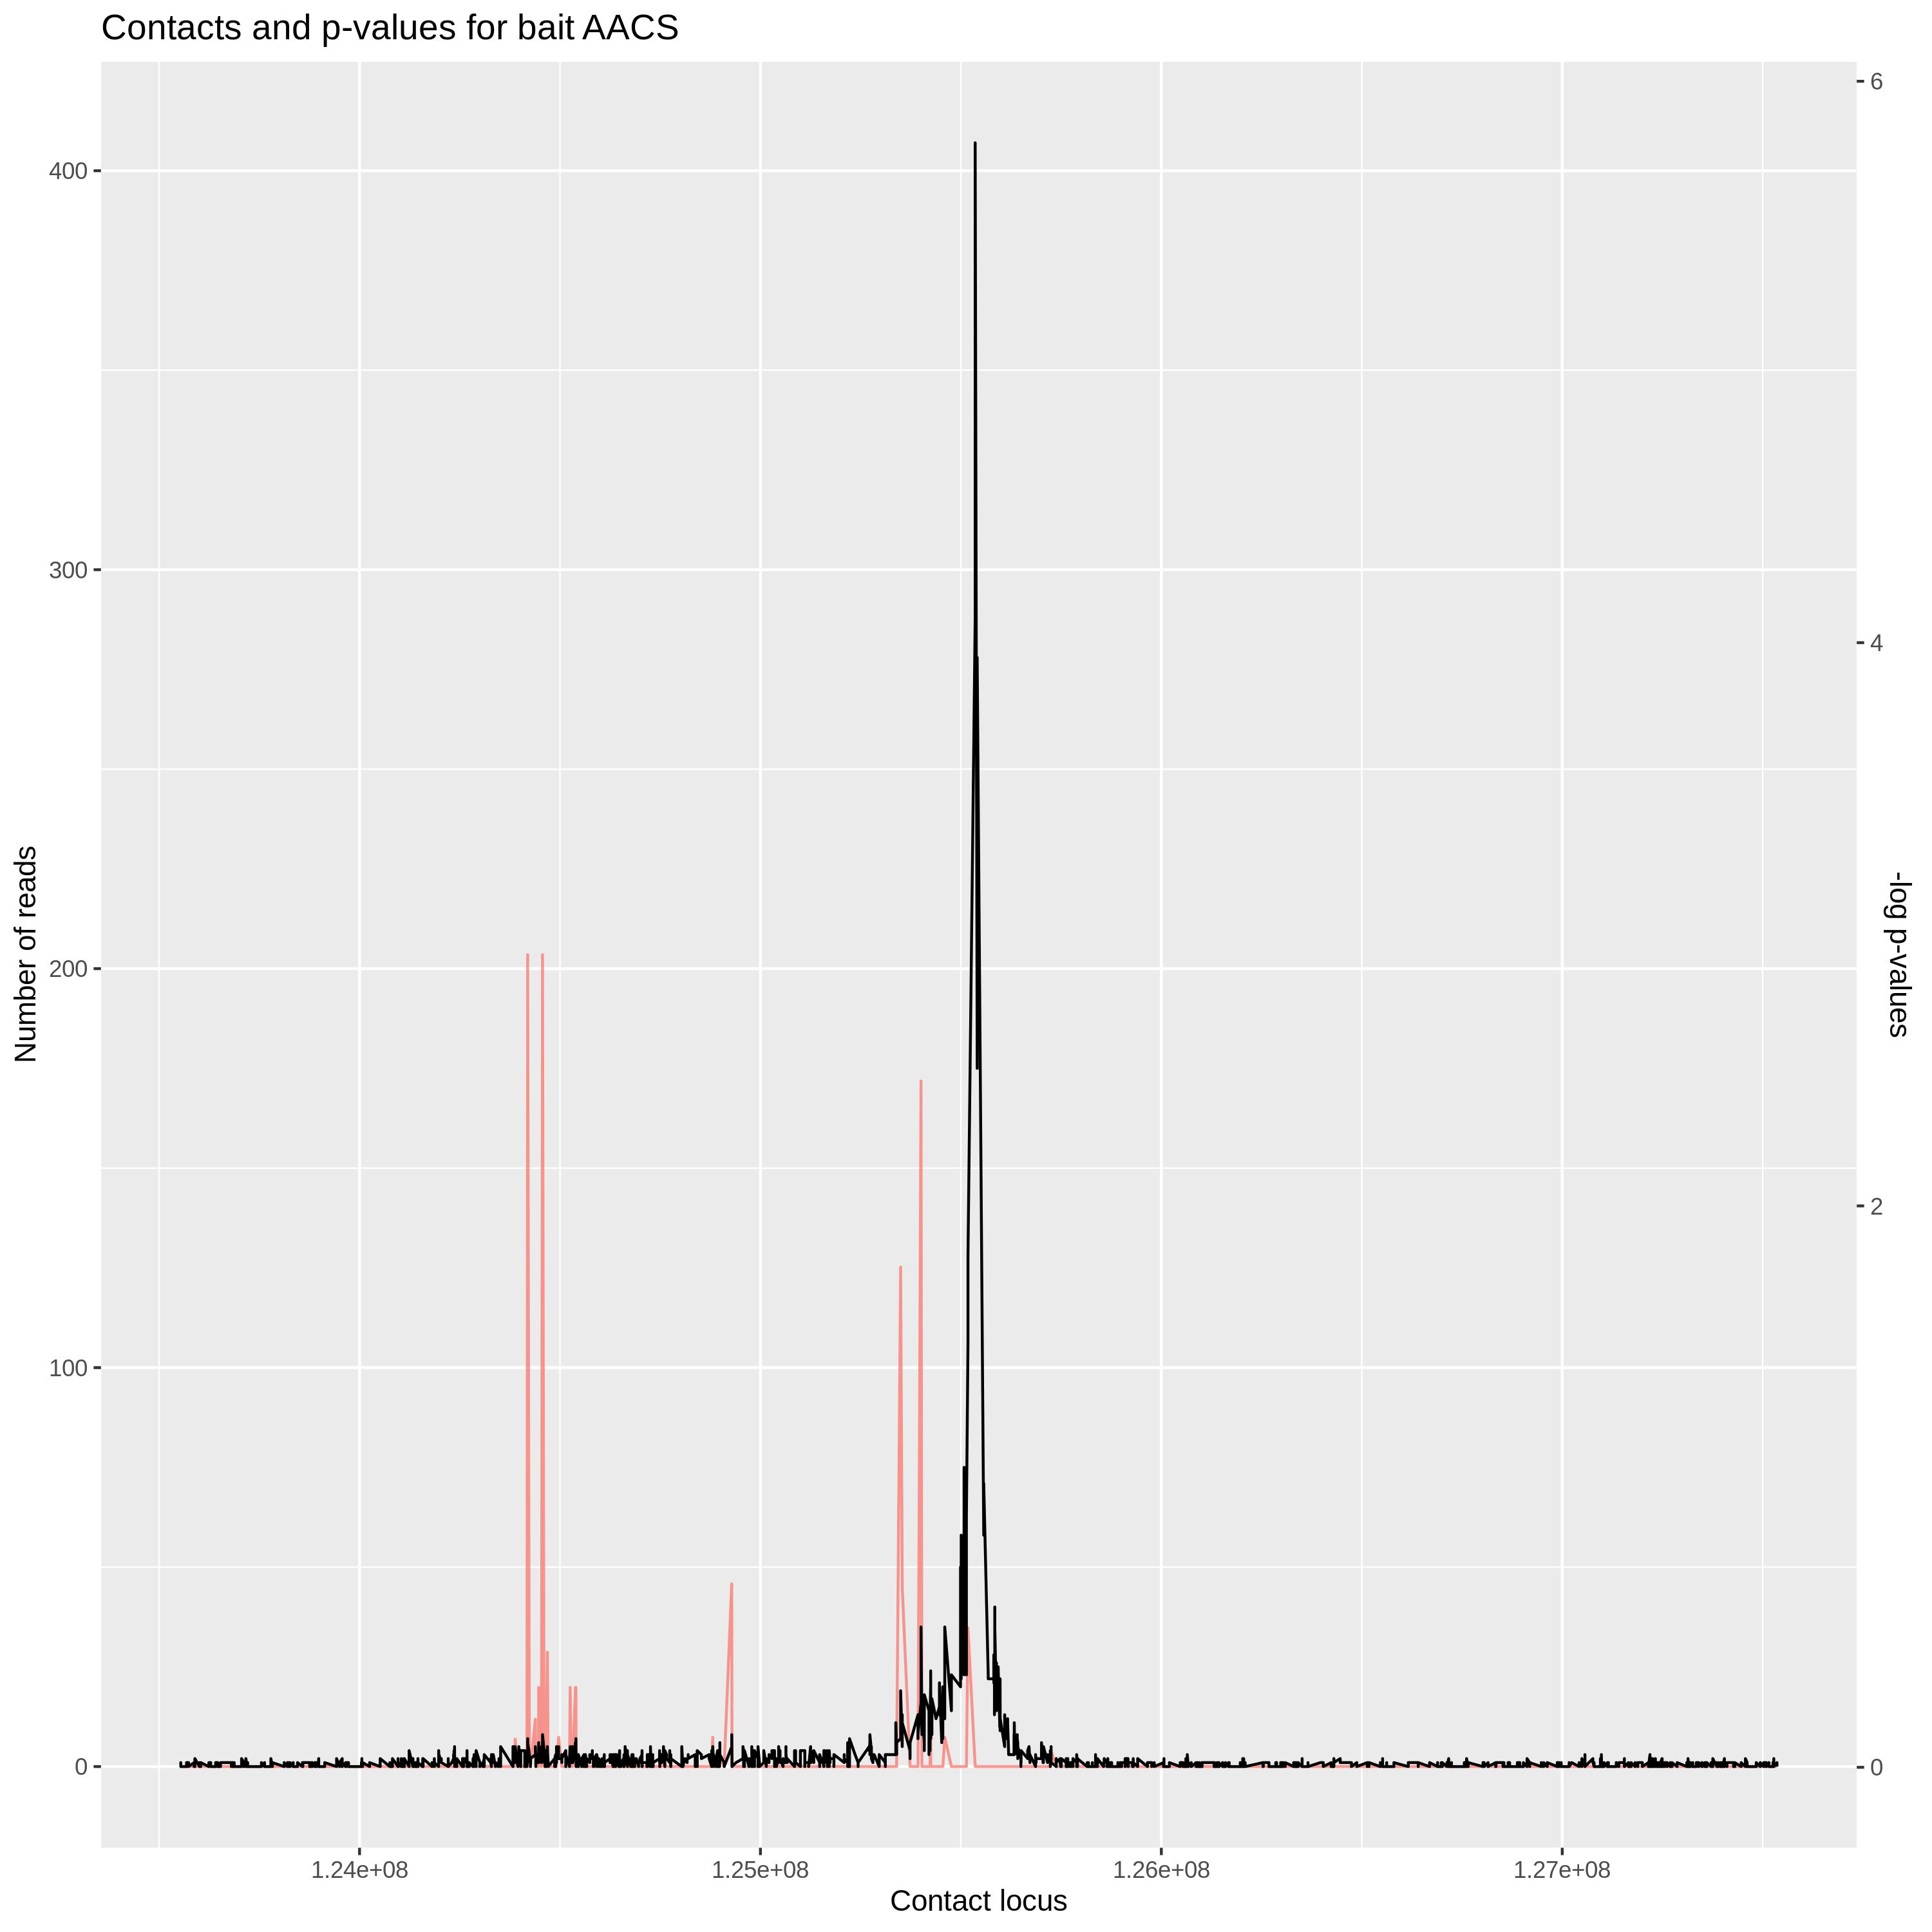 Contacts and p-values for bait AACS
6
400
300
4
Number of reads
-log p-values
200
2
100
0
0
1.24e+08
1.25e+08
1.26e+08
1.27e+08
Contact locus